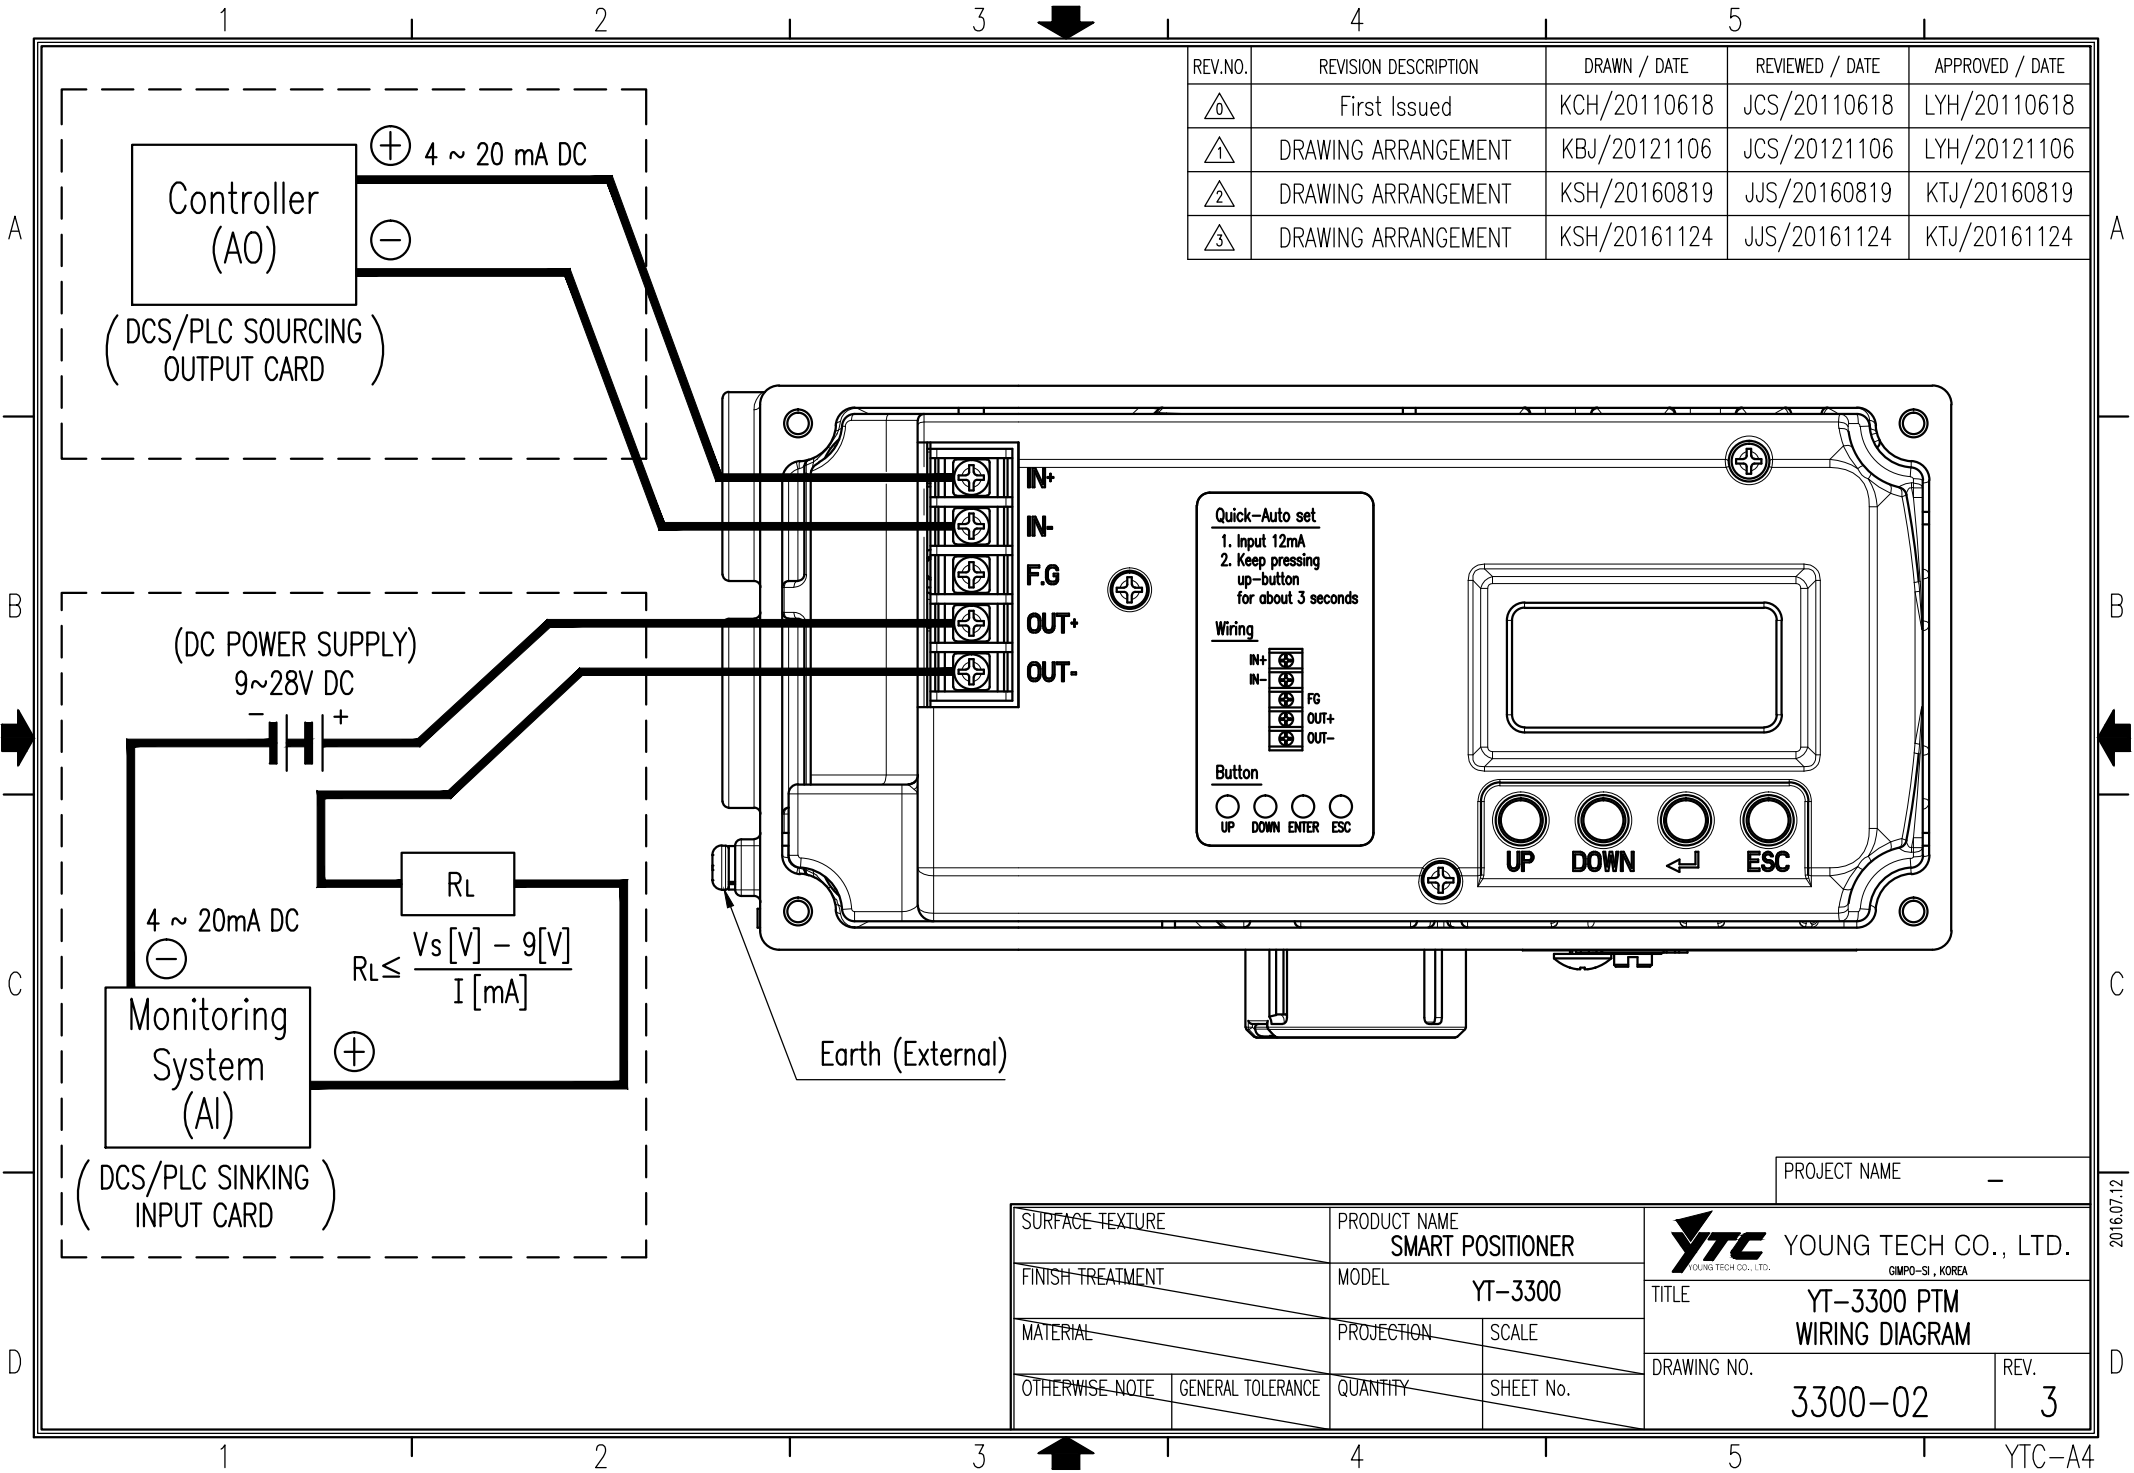 1 2 3 4 5
REV.NO. REVISION DESCRIPTION DRAWN / DATE REVIEWED / DATE APPROVED / DATE
0 First Issued KCH/20110618 JCS/20110618 LYH/20110618
1 DRAWING ARRANGEMENT KBJ/20121106 JCS/20121106 LYH/20121106
2 DRAWING ARRANGEMENT KSH/20160819 JJS/20160819 KTJ/20160819
3 DRAWING ARRANGEMENT KSH/20161124 JJS/20161124 KTJ/20161124
A A
+ 4 ~ 20 mA DC
Controller
(AO)
−
(DCS/PLC SOURCING
OUTPUT CARD)
IN+
IN-
F.G
OUT+
OUT-
Quick-Auto set
1. Input 12mA
2. Keep pressing
up-button
for about 3 seconds
Wiring
IN+
IN-
FG
OUT+
OUT-
Button
UP DOWN ENTER ESC
UP DOWN ESC
B B
(DC POWER SUPPLY)
9~28V DC
- +
RL
4 ~ 20mA DC
−
RL≤ Vs[V] - 9[V]
I [mA]
C C
Monitoring
System
(AI)
+
(DCS/PLC SINKING
INPUT CARD)
Earth (External)
PROJECT NAME -
SURFACE TEXTURE
FINISH TREATMENT
MATERIAL
OTHERWISE NOTE GENERAL TOLERANCE
PRODUCT NAME
SMART POSITIONER
MODEL YT-3300
PROJECTION SCALE
QUANTITY SHEET No.
YTC
YOUNG TECH CO., LTD.
YOUNG TECH CO., LTD.
GIMPO-SI , KOREA
TITLE YT-3300 PTM
WIRING DIAGRAM
DRAWING NO. 3300-02
REV. 3
2016.07.12
D D
1 2 3 4 5
YTC-A4